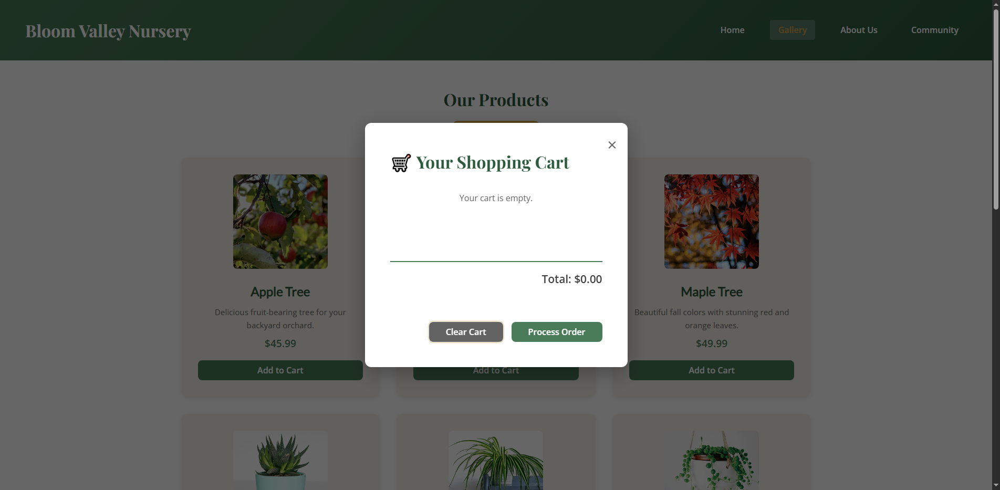 Bloom Valley Nursery
Home
Gallery
About Us
Community
Our Products
Your Shopping Cart
Your cart is empty.
Total: $0.00
Clear Cart
Process Order
Apple Tree
Delicious fruit-bearing tree for your
backyard orchard.
$45.99
Add to Cart
Add to Cart
Maple Tree
Beautiful fall colors with stunning red and
orange leaves.
$49.99
Add to Cart